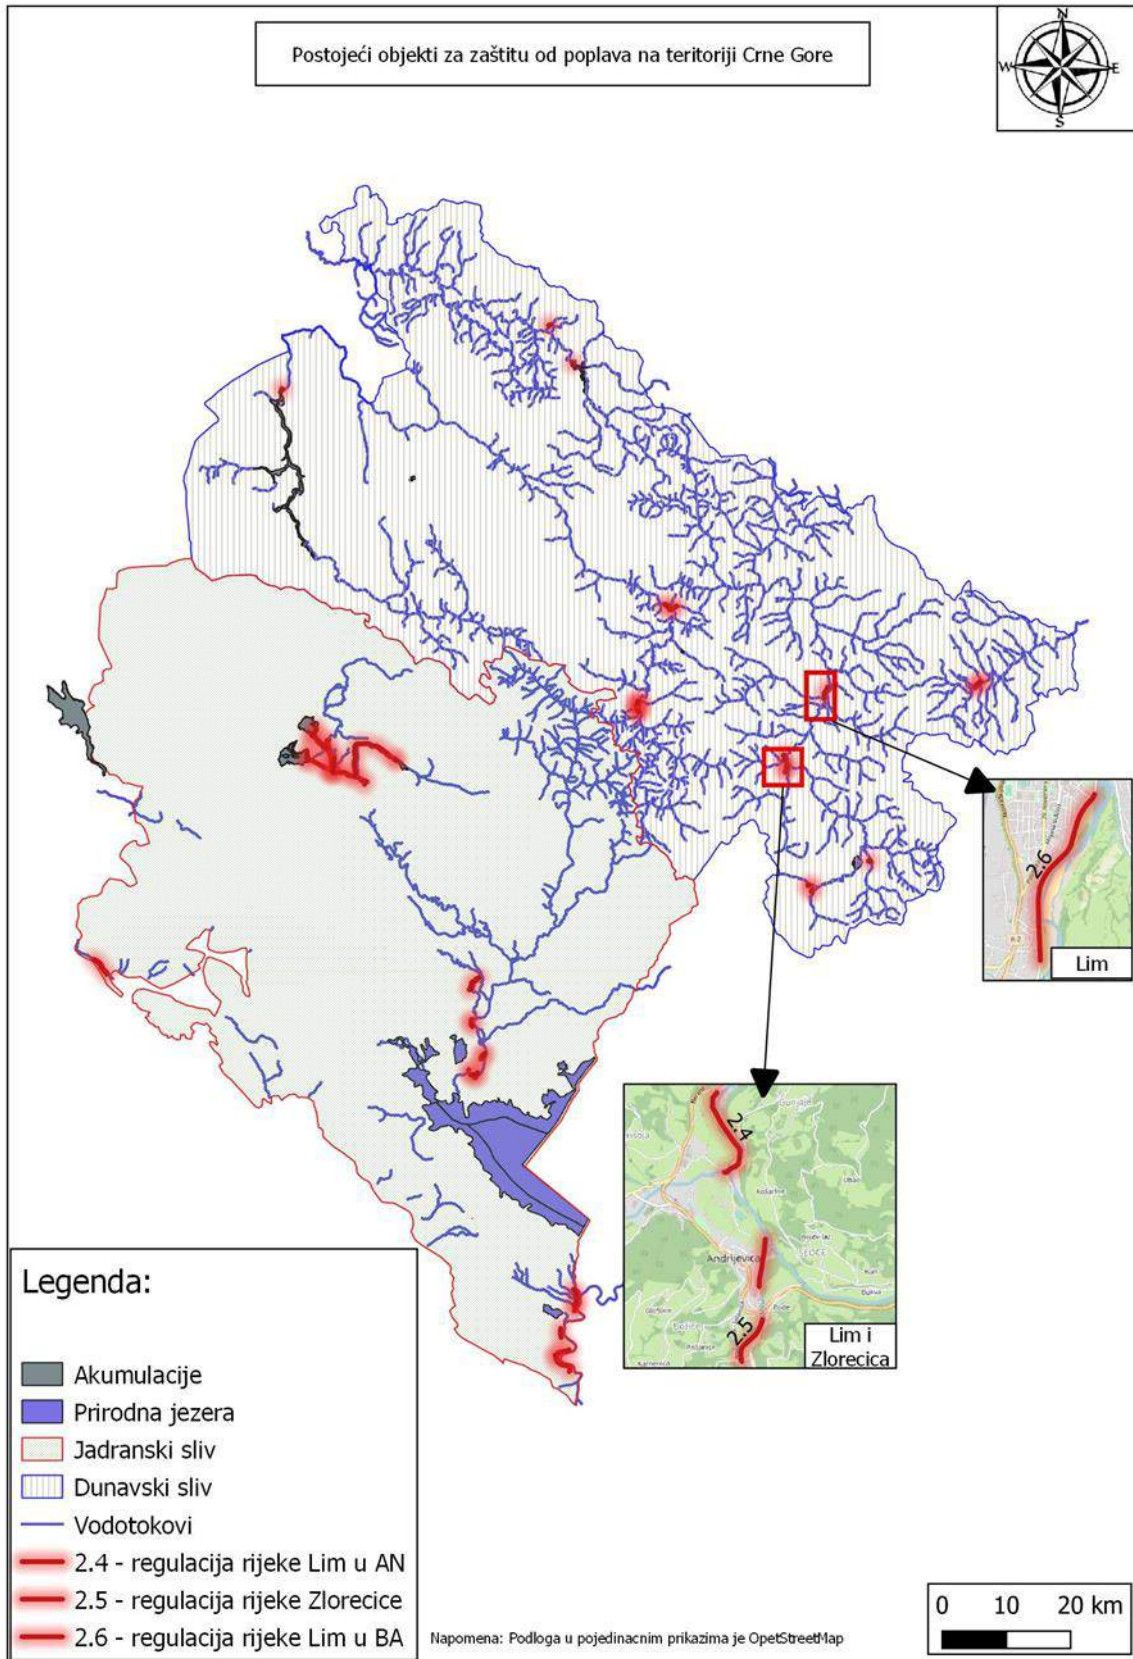 Postojeći objekti za zaštitu od poplava na teritoriji Crne Gore
N
W
E
S
2.6
Lim
2.4
Andrijevica
2.5
Lim i
Zlorecica
Legenda:
Akumulacije
Prirodna jezera
Jadranski sliv
Dunavski sliv
Vodotokovi
2.4 - regulacija rijeke Lim u AN
2.5 - regulacija rijeke Zlorecice
2.6 - regulacija rijeke Lim u BA
Napomena: Podloga u pojedinacnim prikazima je OpetStreetMap
0 10 20 km